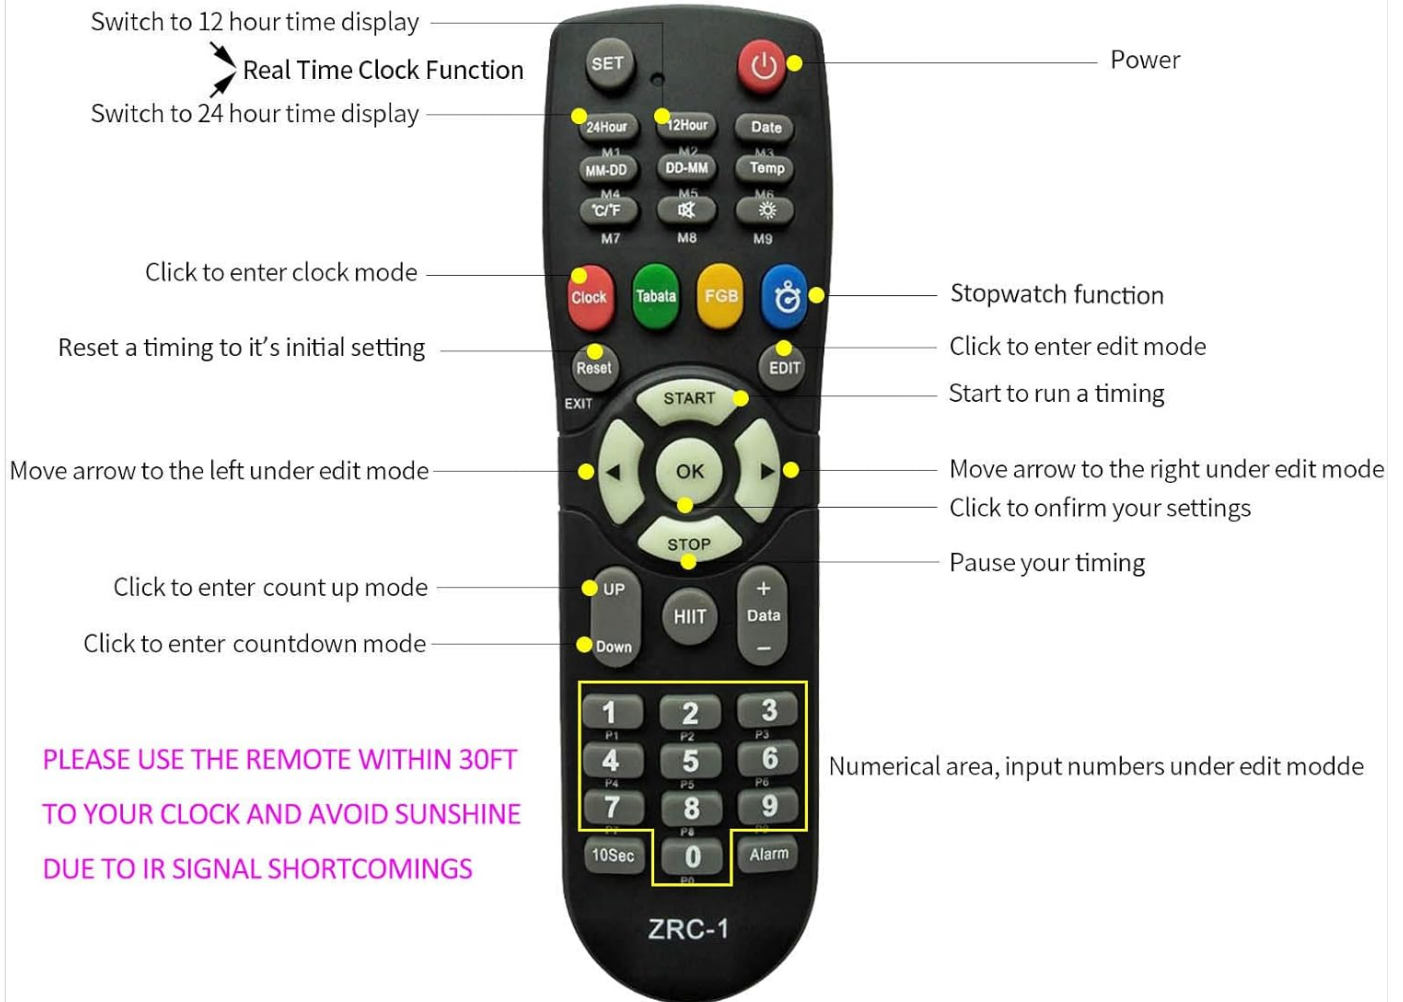 Switch to 12 hour time display
Real Time Clock Function
Switch to 24 hour time display
Power
SET
24Hour 12Hour Date
M1 M2 M3
MM-DD DD-MM Temp
M4 M5 M6
°C/°F
M7 M8 M9
Click to enter clock mode
Clock Tabata FGB
Stopwatch function
Reset a timing to it’s initial setting
Click to enter edit mode
Reset EDIT
EXIT
START
Start to run a timing
Move arrow to the left under edit mode
OK
Move arrow to the right under edit mode
Click to onfirm your settings
STOP
Pause your timing
Click to enter count up mode
UP
+
HIIT
Data
Click to enter countdown mode
Down
−
1 2 3
P1 P2 P3
4 5 6
P4 P5 P6
7 8 9
P7 P8 P9
10Sec 0 Alarm
P0
Numerical area, input numbers under edit modde
PLEASE USE THE REMOTE WITHIN 30FT
TO YOUR CLOCK AND AVOID SUNSHINE
DUE TO IR SIGNAL SHORTCOMINGS
ZRC-1